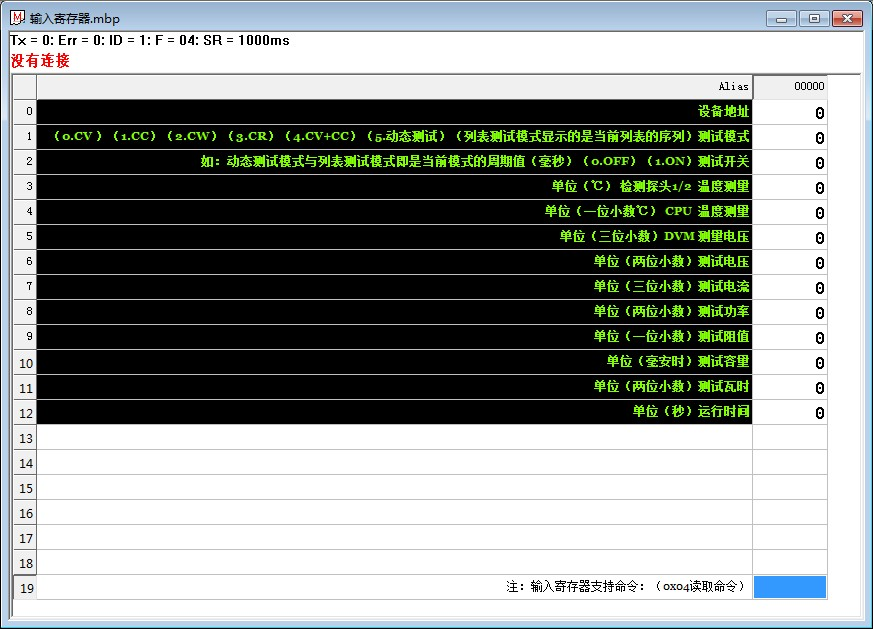 输入寄存器.mbp
Tx = 0: Err = 0: ID = 1: F = 04: SR = 1000ms
没有连接
Alias 00000
0 设备地址 0
1 （0.CV ）（1.CC）（2.CW）（3.CR）（4.CV+CC）（5.动态测试）（列表测试模式显示的是当前列表的序列）测试模式 0
2 如：动态测试模式与列表测试模式即是当前模式的周期值（毫秒）（0.OFF）（1.ON）测试开关 0
3 单位（℃） 检测探头1/2 温度测量 0
4 单位（一位小数℃） CPU 温度测量 0
5 单位（三位小数）DVM 测量电压 0
6 单位（两位小数）测试电压 0
7 单位（三位小数）测试电流 0
8 单位（两位小数）测试功率 0
9 单位（一位小数）测试阻值 0
10 单位（毫安时）测试容量 0
11 单位（两位小数）测试瓦时 0
12 单位（秒）运行时间 0
13
14
15
16
17
18
19 注：输入寄存器支持命令：（0x04读取命令）